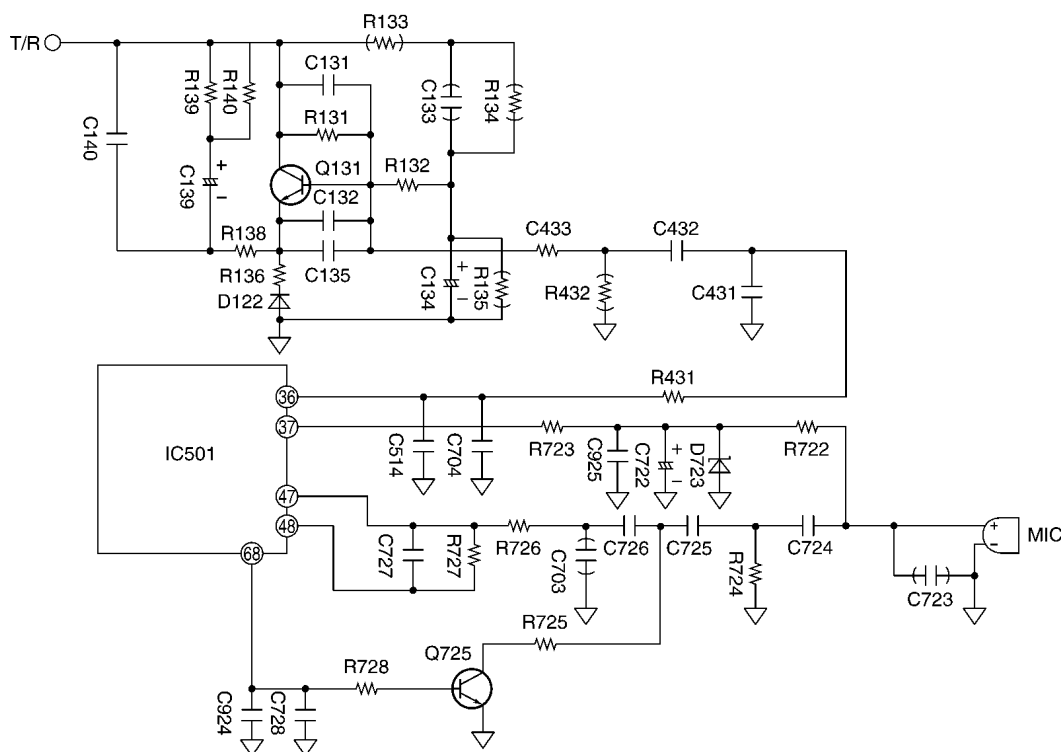 R133
T/R
C131
R139
R140
C133
R134
C140
R131
Q131
R132
C139
+
−
C132
R138
C135
R136
C134
+
−
R135
C433
C432
R432
C431
D122
R431
36
37
IC501
C514
C704
R723
C925
C722
+
−
D723
R722
47
48
68
C727
R727
R726
C703
C726
C725
R724
C724
+
−
MIC
C723
R725
Q725
R728
C924
C728